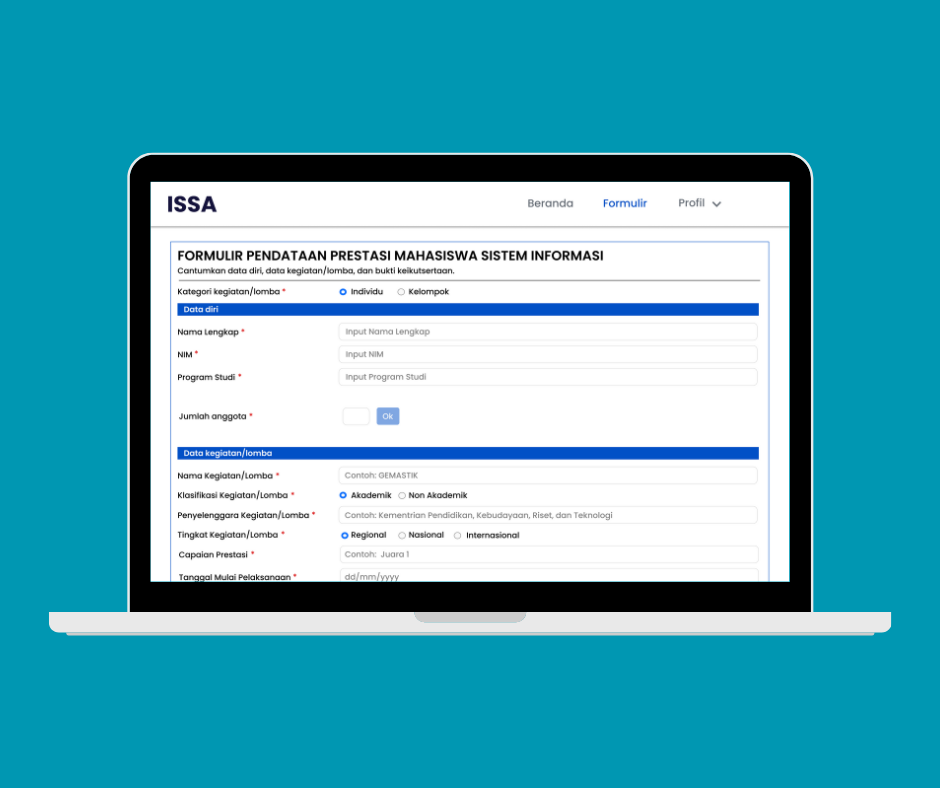 ISSA
Beranda Formulir Profil
FORMULIR PENDATAAN PRESTASI MAHASISWA SISTEM INFORMASI
Cantumkan data diri, data kegiatan/lomba, dan bukti keikutsertaan.
Kategori kegiatan/lomba * Individu Kelompok
Data diri
Nama Lengkap * Input Nama Lengkap
NIM * Input NIM
Program Studi * Input Program Studi
Jumlah anggota * Ok
Data kegiatan/lomba
Nama Kegiatan/Lomba * Contoh: GEMASTIK
Klasifikasi Kegiatan/Lomba * Akademik Non Akademik
Penyelenggara Kegiatan/Lomba * Contoh: Kementrian Pendidikan, Kebudayaan, Riset, dan Teknologi
Tingkat Kegiatan/Lomba * Regional Nasional Internasional
Capaian Prestasi * Contoh: Juara 1
Tanggal Mulai Pelaksanaan * dd/mm/yyyy